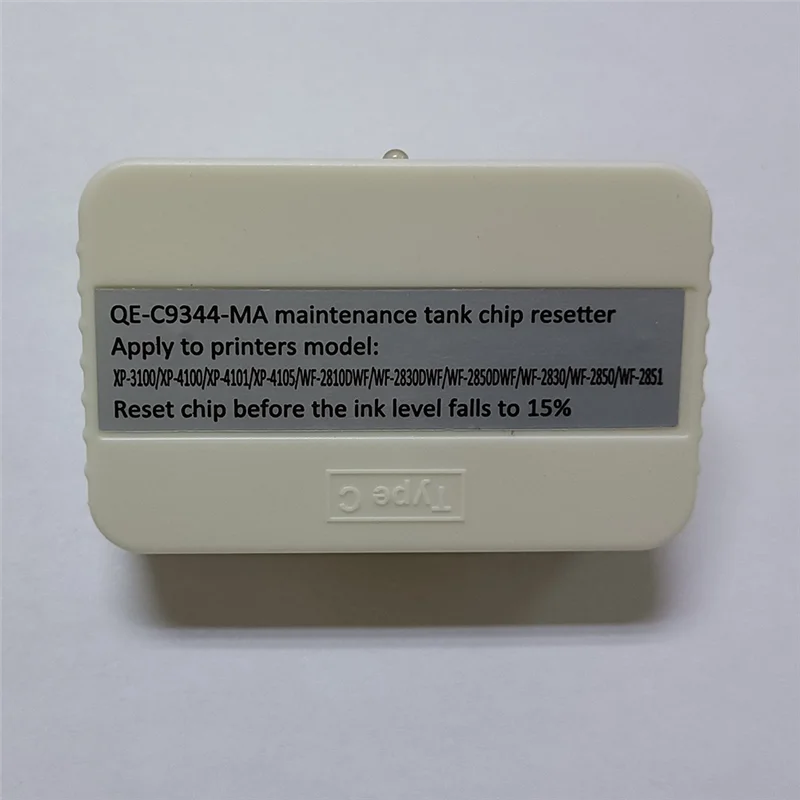 QE-C9344-MA maintenance tank chip resetter
Apply to printers model:
XP-3100/XP-4100/XP-4101/XP-4105/WF-2810DWF/WF-2830DWF/WF-2850DWF/WF-2830/WF-2850/WF-2851
Reset chip before the ink level falls to 15%
Type C